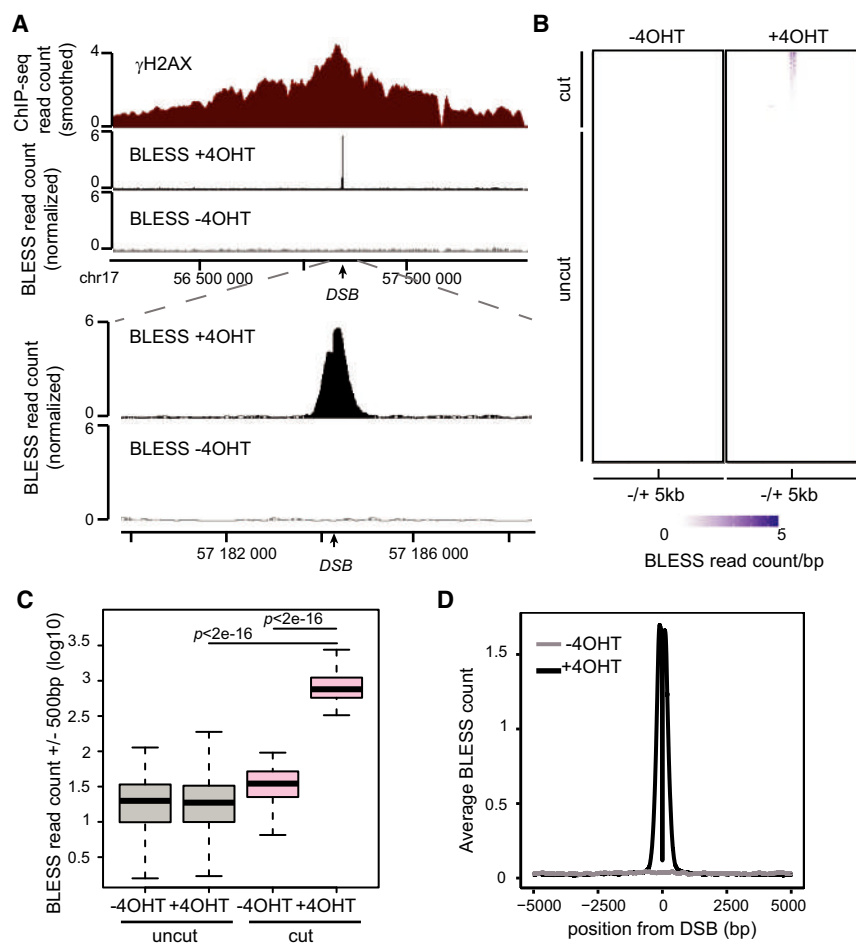 A
ChIP-seq
read count
(smoothed)
4
2
0
γH2AX
BLESS read count
(normalized)
6
0
BLESS +4OHT
6
0
BLESS -4OHT
chr17
56 500 000
57 500 000
DSB
BLESS read count
(normalized)
6
3
0
BLESS +4OHT
6
3
0
BLESS -4OHT
57 182 000
57 186 000
DSB
B
-4OHT
+4OHT
cut
uncut
-/+ 5kb
-/+ 5kb
0
5
BLESS read count/bp
C
BLESS read count +/- 500bp (log10)
3.5
3
2.5
2
1.5
1
0.5
p<2e-16
p<2e-16
-4OHT +4OHT
-4OHT +4OHT
uncut
cut
D
Average BLESS count
1.5
1
0.5
0
-4OHT
+4OHT
−5000
−2500
0
2500
5000
position from DSB (bp)